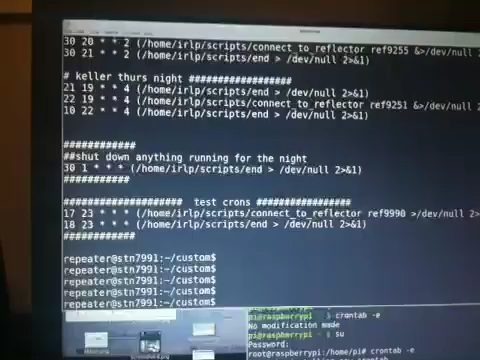 30 20 * * 2 (/home/irlp/scripts/connect_to_reflector ref9255 &>/dev/null 2
30 21 * * 2 (/home/irlp/scripts/end > /dev/null 2>&1)
# keller thurs night ##################
21 19 * * 4 (/home/irlp/scripts/end > /dev/null 2>&1)
22 19 * * 4 (/home/irlp/scripts/connect_to_reflector ref9251 &>/dev/null 2
10 22 * * 4 (/home/irlp/scripts/end > /dev/null 2>&1)
############
##shut down anything running for the night
30 1 * * * (/home/irlp/scripts/end > /dev/null 2>&1)
###########
#################### test crons ################
17 23 * * * (/home/irlp/scripts/connect_to_reflector ref9990 >/dev/null 2>
18 23 * * * (/home/irlp/scripts/end > /dev/null 2>&1)
############
repeater@stn7991:~/custom$
repeater@stn7991:~/custom$
repeater@stn7991:~/custom$
repeater@stn7991:~/custom$
repeater@stn7991:~/custom$
pi@raspberrypi ~ $ crontab -e
No modification made
pi@raspberrypi ~ $ su
Password:
root@raspberrypi:/home/pi# crontab -e